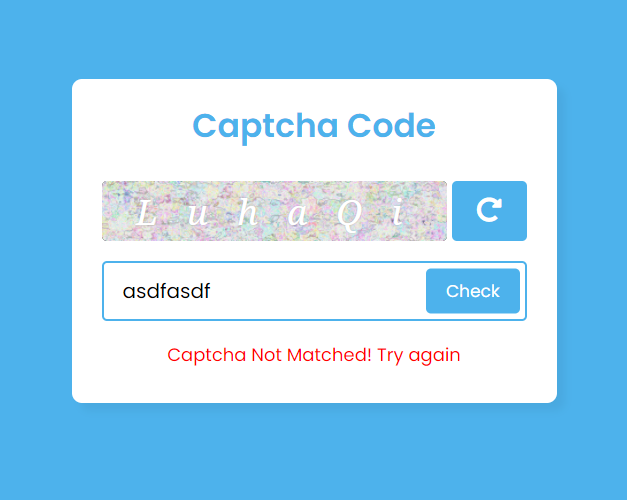 Captcha Code
L u h a Q i
asdfasdf Check
Captcha Not Matched! Try again